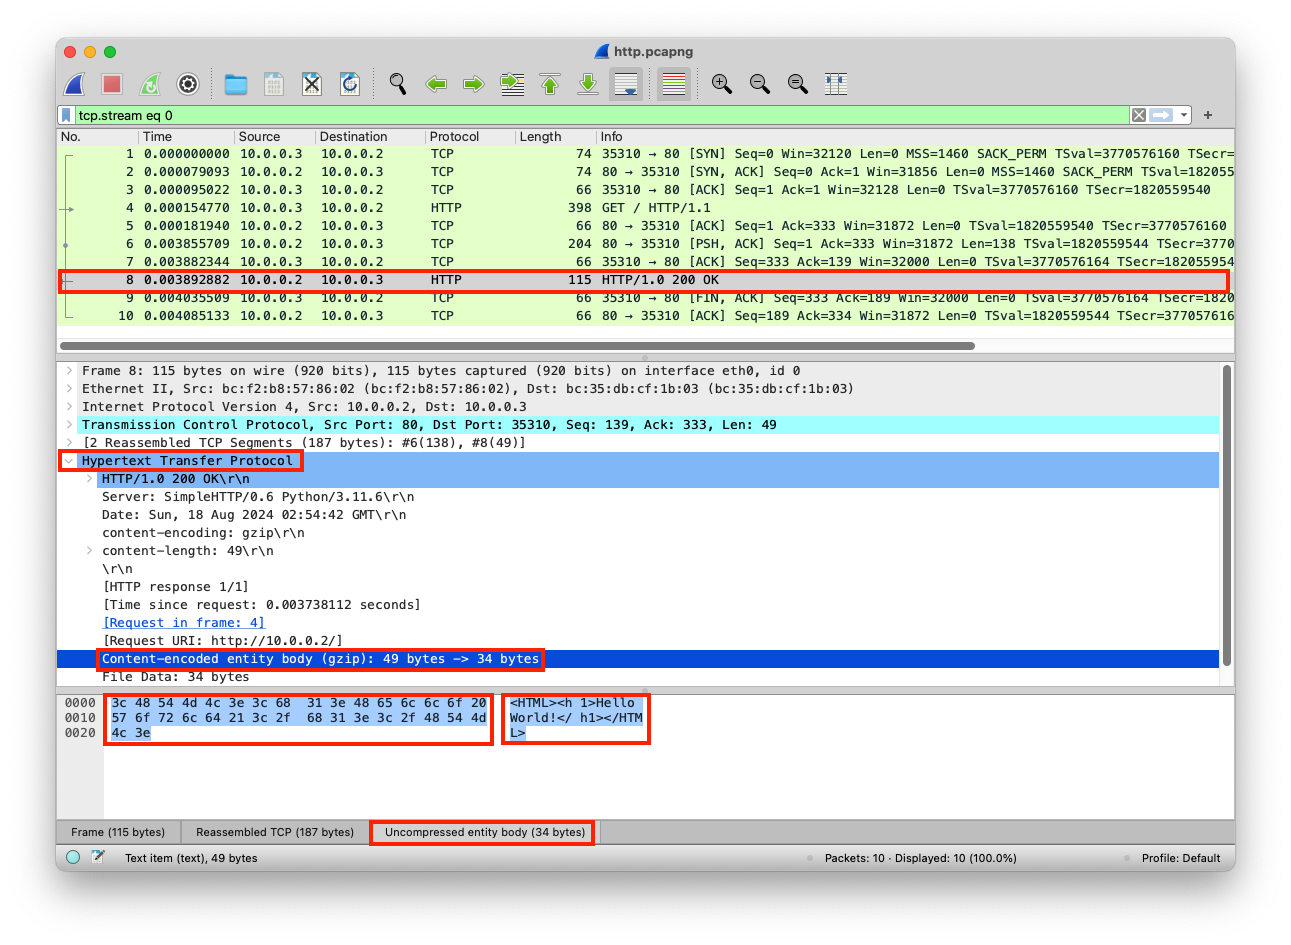 http.pcapng
tcp.stream eq 0
No. Time Source Destination Protocol Length Info
1 0.000000000 10.0.0.3 10.0.0.2 TCP 74 35310 → 80 [SYN] Seq=0 Win=32120 Len=0 MSS=1460 SACK_PERM TSval=3770576160 TSecr=
2 0.000079093 10.0.0.2 10.0.0.3 TCP 74 80 → 35310 [SYN, ACK] Seq=0 Ack=1 Win=31856 Len=0 MSS=1460 SACK_PERM TSval=182055
3 0.000095022 10.0.0.3 10.0.0.2 TCP 66 35310 → 80 [ACK] Seq=1 Ack=1 Win=32128 Len=0 TSval=3770576160 TSecr=1820559540
4 0.000154770 10.0.0.3 10.0.0.2 HTTP 398 GET / HTTP/1.1
5 0.000181940 10.0.0.2 10.0.0.3 TCP 66 80 → 35310 [ACK] Seq=1 Ack=333 Win=31872 Len=0 TSval=1820559540 TSecr=3770576160
6 0.003855709 10.0.0.2 10.0.0.3 TCP 204 80 → 35310 [PSH, ACK] Seq=1 Ack=333 Win=31872 Len=138 TSval=1820559544 TSecr=3770
7 0.003882344 10.0.0.3 10.0.0.2 TCP 66 35310 → 80 [ACK] Seq=333 Ack=139 Win=32000 Len=0 TSval=3770576164 TSecr=182055954
8 0.003892882 10.0.0.2 10.0.0.3 HTTP 115 HTTP/1.0 200 OK
9 0.004035509 10.0.0.3 10.0.0.2 TCP 66 35310 → 80 [FIN, ACK] Seq=333 Ack=189 Win=32000 Len=0 TSval=3770576164 TSecr=1820
10 0.004085133 10.0.0.2 10.0.0.3 TCP 66 80 → 35310 [ACK] Seq=189 Ack=334 Win=31872 Len=0 TSval=1820559544 TSecr=377057616
Frame 8: 115 bytes on wire (920 bits), 115 bytes captured (920 bits) on interface eth0, id 0
Ethernet II, Src: bc:f2:b8:57:86:02 (bc:f2:b8:57:86:02), Dst: bc:35:db:cf:1b:03 (bc:35:db:cf:1b:03)
Internet Protocol Version 4, Src: 10.0.0.2, Dst: 10.0.0.3
Transmission Control Protocol, Src Port: 80, Dst Port: 35310, Seq: 139, Ack: 333, Len: 49
[2 Reassembled TCP Segments (187 bytes): #6(138), #8(49)]
Hypertext Transfer Protocol
HTTP/1.0 200 OK\r\n
Server: SimpleHTTP/0.6 Python/3.11.6\r\n
Date: Sun, 18 Aug 2024 02:54:42 GMT\r\n
content-encoding: gzip\r\n
content-length: 49\r\n
\r\n
[HTTP response 1/1]
[Time since request: 0.003738112 seconds]
[Request in frame: 4]
[Request URI: http://10.0.0.2/]
Content-encoded entity body (gzip): 49 bytes -> 34 bytes
File Data: 34 bytes
0000 3c 48 54 4d 4c 3e 3c 68 31 3e 48 65 6c 6c 6f 20 <HTML><h 1>Hello
0010 57 6f 72 6c 64 21 3c 2f 68 31 3e 3c 2f 48 54 4d World!</ h1></HTM
0020 4c 3e L>
Frame (115 bytes) Reassembled TCP (187 bytes) Uncompressed entity body (34 bytes)
Text item (text), 49 bytes Packets: 10 · Displayed: 10 (100.0%) Profile: Default